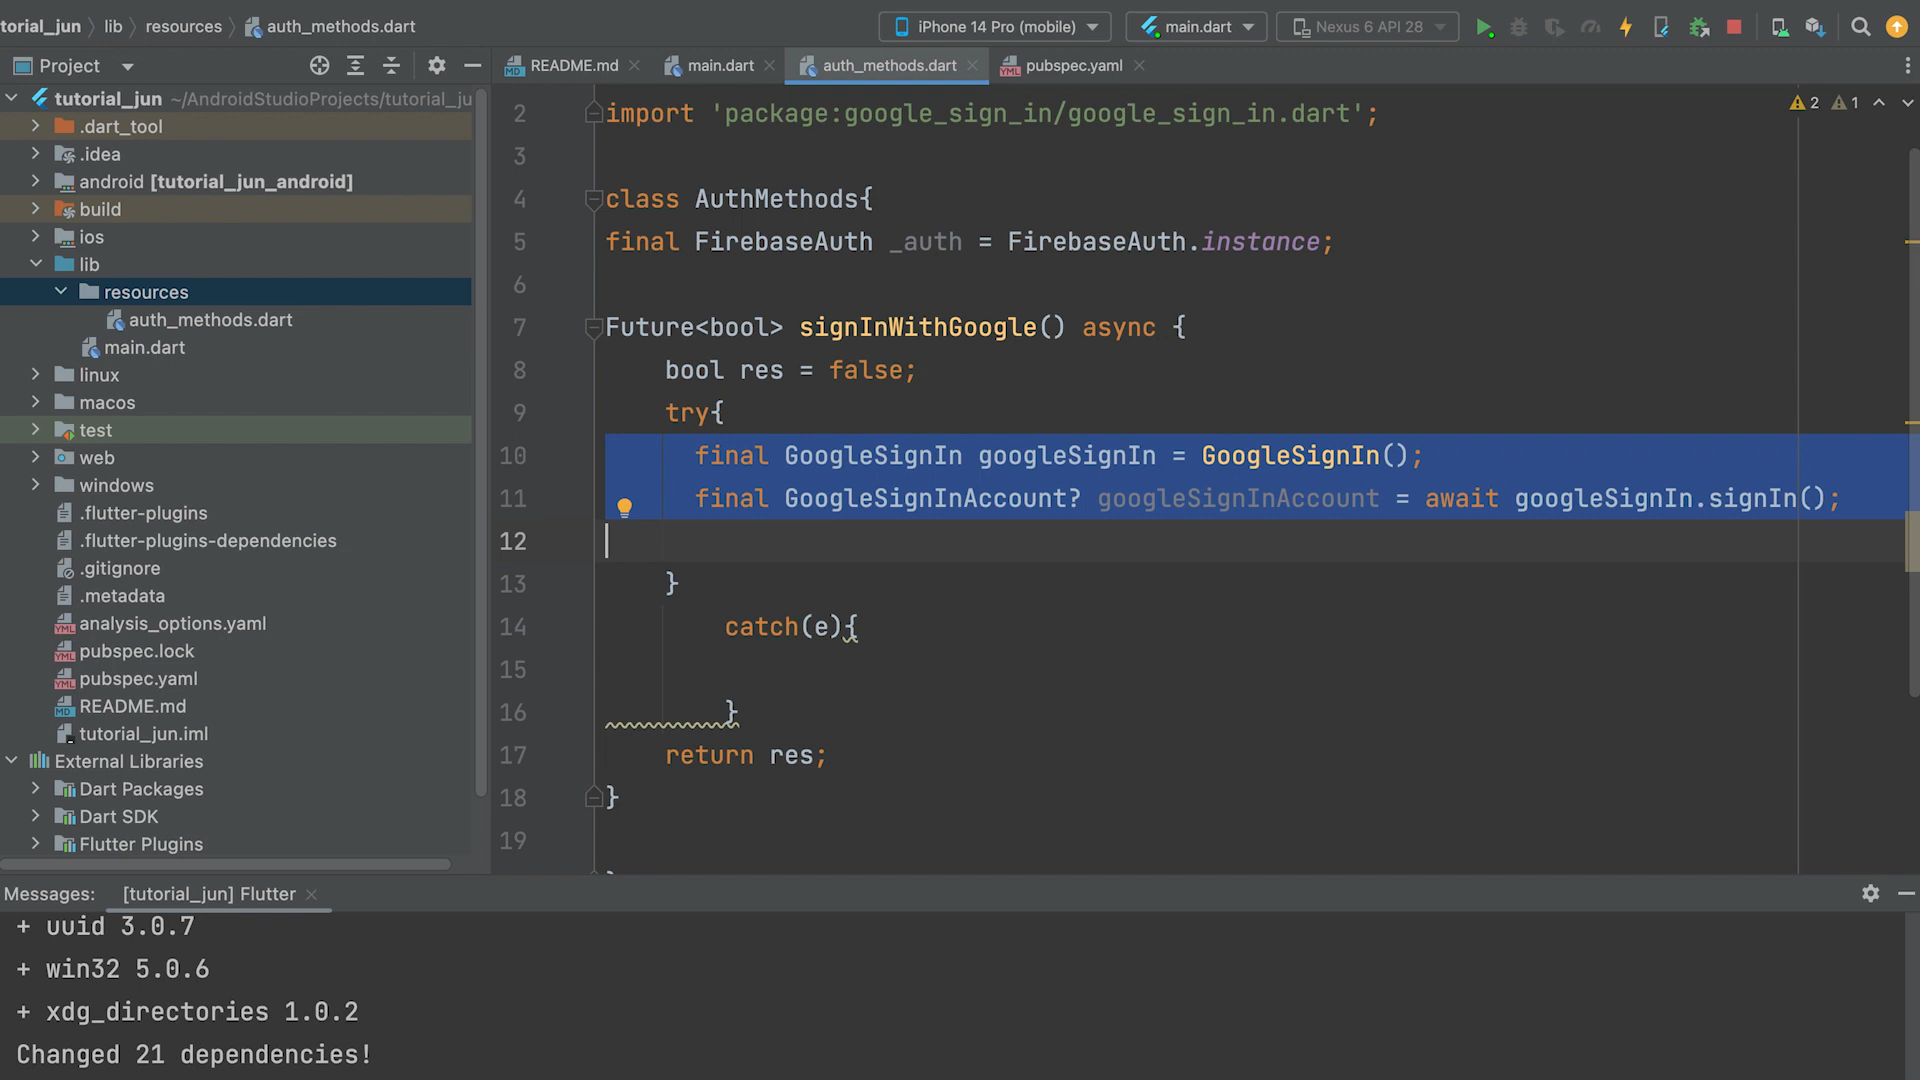 torial_jun lib resources auth_methods.dart iPhone 14 Pro (mobile) main.dart Nexus 6 API 28
Project README.md main.dart auth_methods.dart pubspec.yaml
tutorial_jun ~/AndroidStudioProjects/tutorial_ju
.dart_tool
.idea
android [tutorial_jun_android]
build
ios
lib
resources
auth_methods.dart
main.dart
linux
macos
test
web
windows
.flutter-plugins
.flutter-plugins-dependencies
.gitignore
.metadata
analysis_options.yaml
pubspec.lock
pubspec.yaml
README.md
tutorial_jun.iml
External Libraries
Dart Packages
Dart SDK
Flutter Plugins
2 1
2 import 'package:google_sign_in/google_sign_in.dart';
3
4 class AuthMethods{
5 final FirebaseAuth _auth = FirebaseAuth.instance;
6
7 Future<bool> signInWithGoogle() async {
8 bool res = false;
9 try{
10 final GoogleSignIn googleSignIn = GoogleSignIn();
11 final GoogleSignInAccount? googleSignInAccount = await googleSignIn.signIn();
12
13 }
14 catch(e){
15
16 }
17 return res;
18 }
19
Messages: [tutorial_jun] Flutter
+ uuid 3.0.7
+ win32 5.0.6
+ xdg_directories 1.0.2
Changed 21 dependencies!